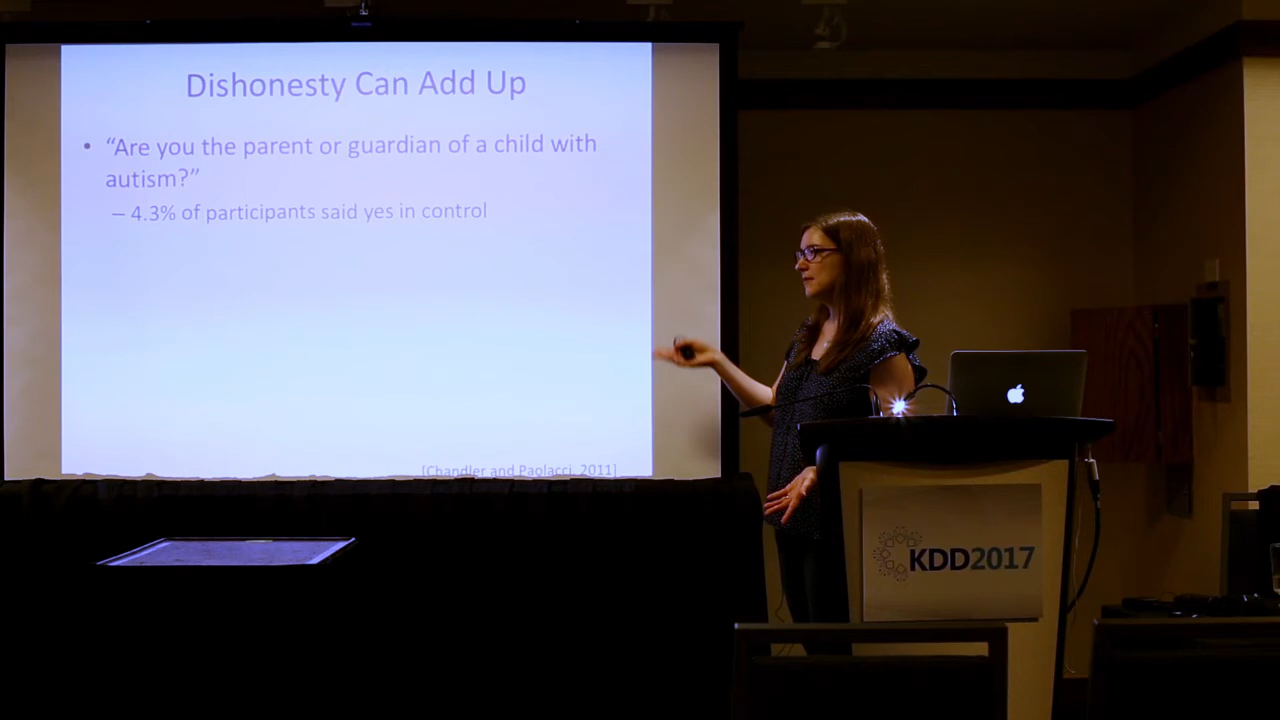 Dishonesty Can Add Up
• “Are you the parent or guardian of a child with
autism?”
– 4.3% of participants said yes in control
[Chandler and Paolacci, 2011]
KDD2017